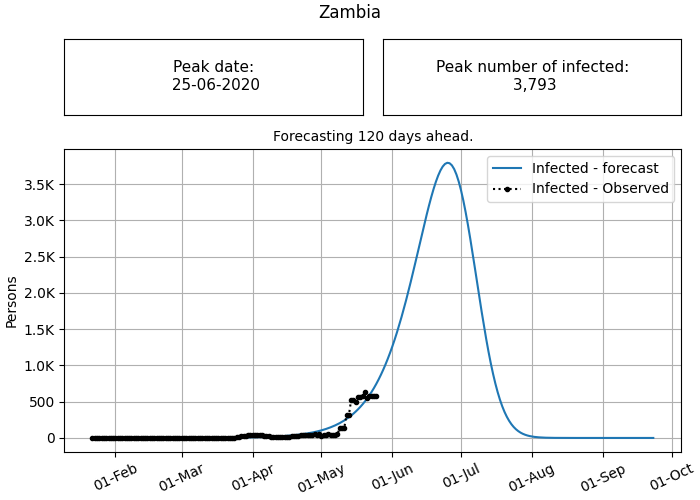 Zambia
Peak date:
25-06-2020
Peak number of infected:
3,793
Forecasting 120 days ahead.
Infected - forecast
Infected - Observed
Persons
3.5K
3.0K
2.5K
2.0K
1.5K
1.0K
500
0
01-Feb
01-Mar
01-Apr
01-May
01-Jun
01-Jul
01-Aug
01-Sep
01-Oct